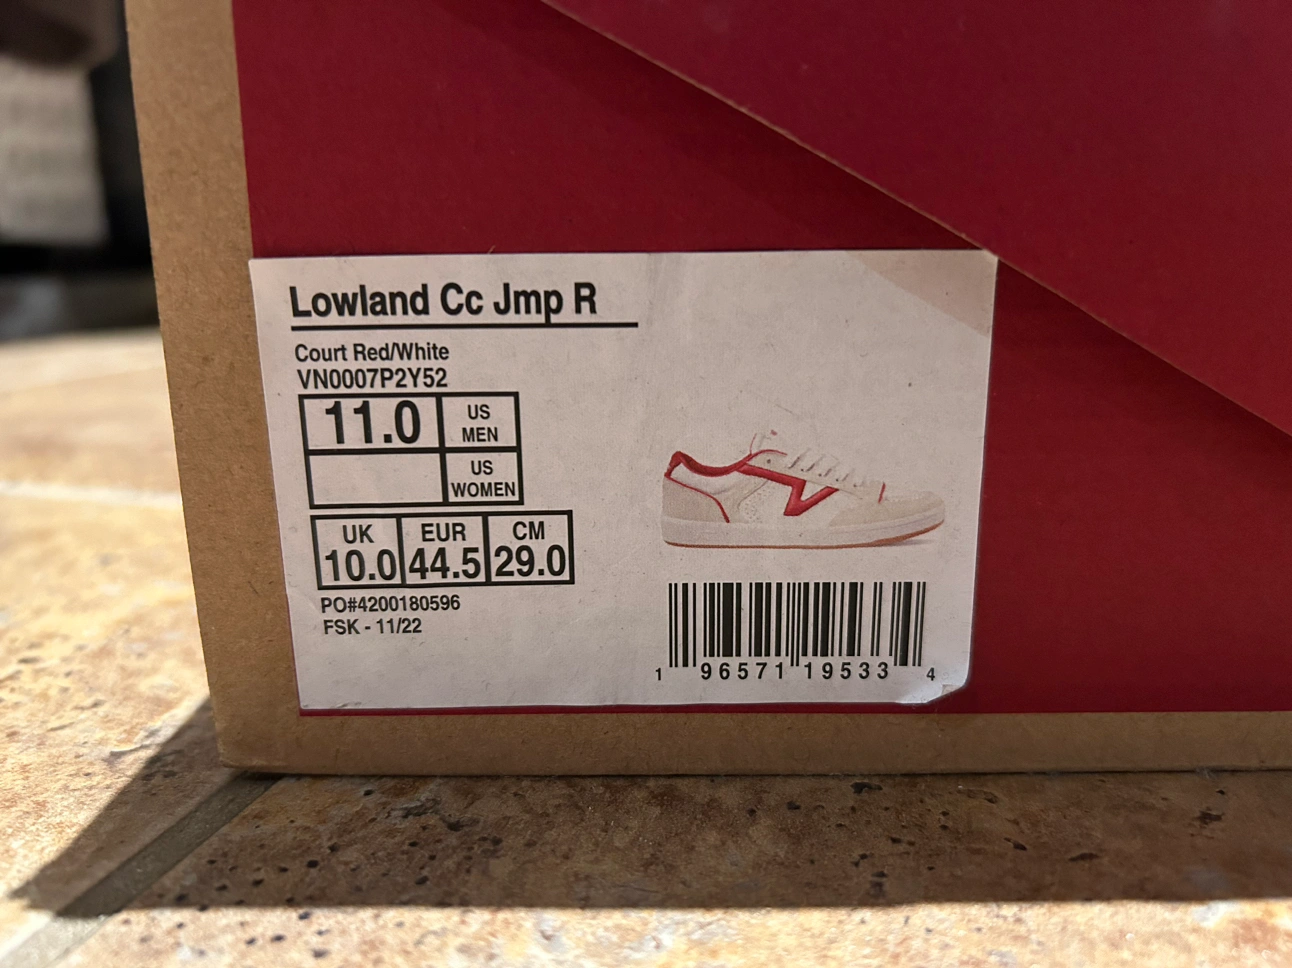 Lowland Cc Jmp R
Court Red/White
VN0007P2Y52
11.0 US MEN
US WOMEN
UK EUR CM
10.0 44.5 29.0
PO#4200180596
FSK - 11/22
1 96571 19533 4